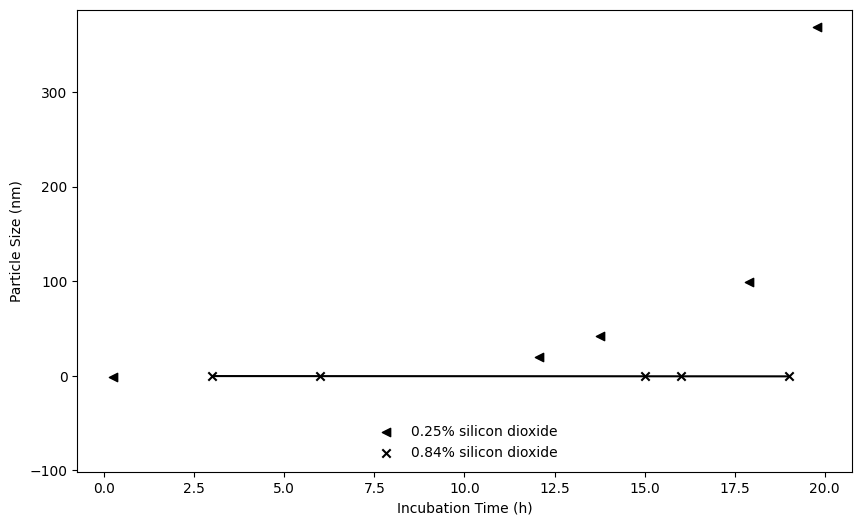 300
200
100
0
−100
Particle Size (nm)
0.25% silicon dioxide
0.84% silicon dioxide
0.0 2.5 5.0 7.5 10.0 12.5 15.0 17.5 20.0
Incubation Time (h)